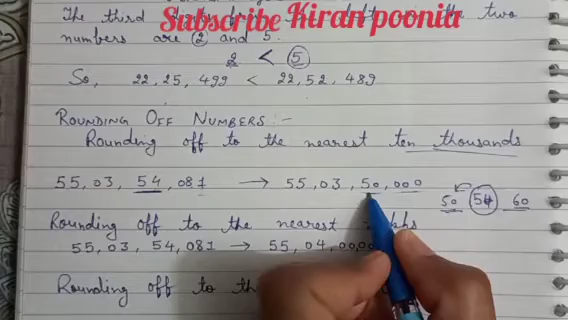 Subscribe Kiran poonia
The third
the two
numbers are 2 and 5.
2 < 5
So, 22,25,499 < 22,52,489
ROUNDING OFF NUMBERS :-
Rounding off to the nearest ten thousands
55,03,54,081 → 55,03,50,000
50 54 60
Rounding off to the nearest
55,03,54,081 → 55,04,00,00
Rounding off to